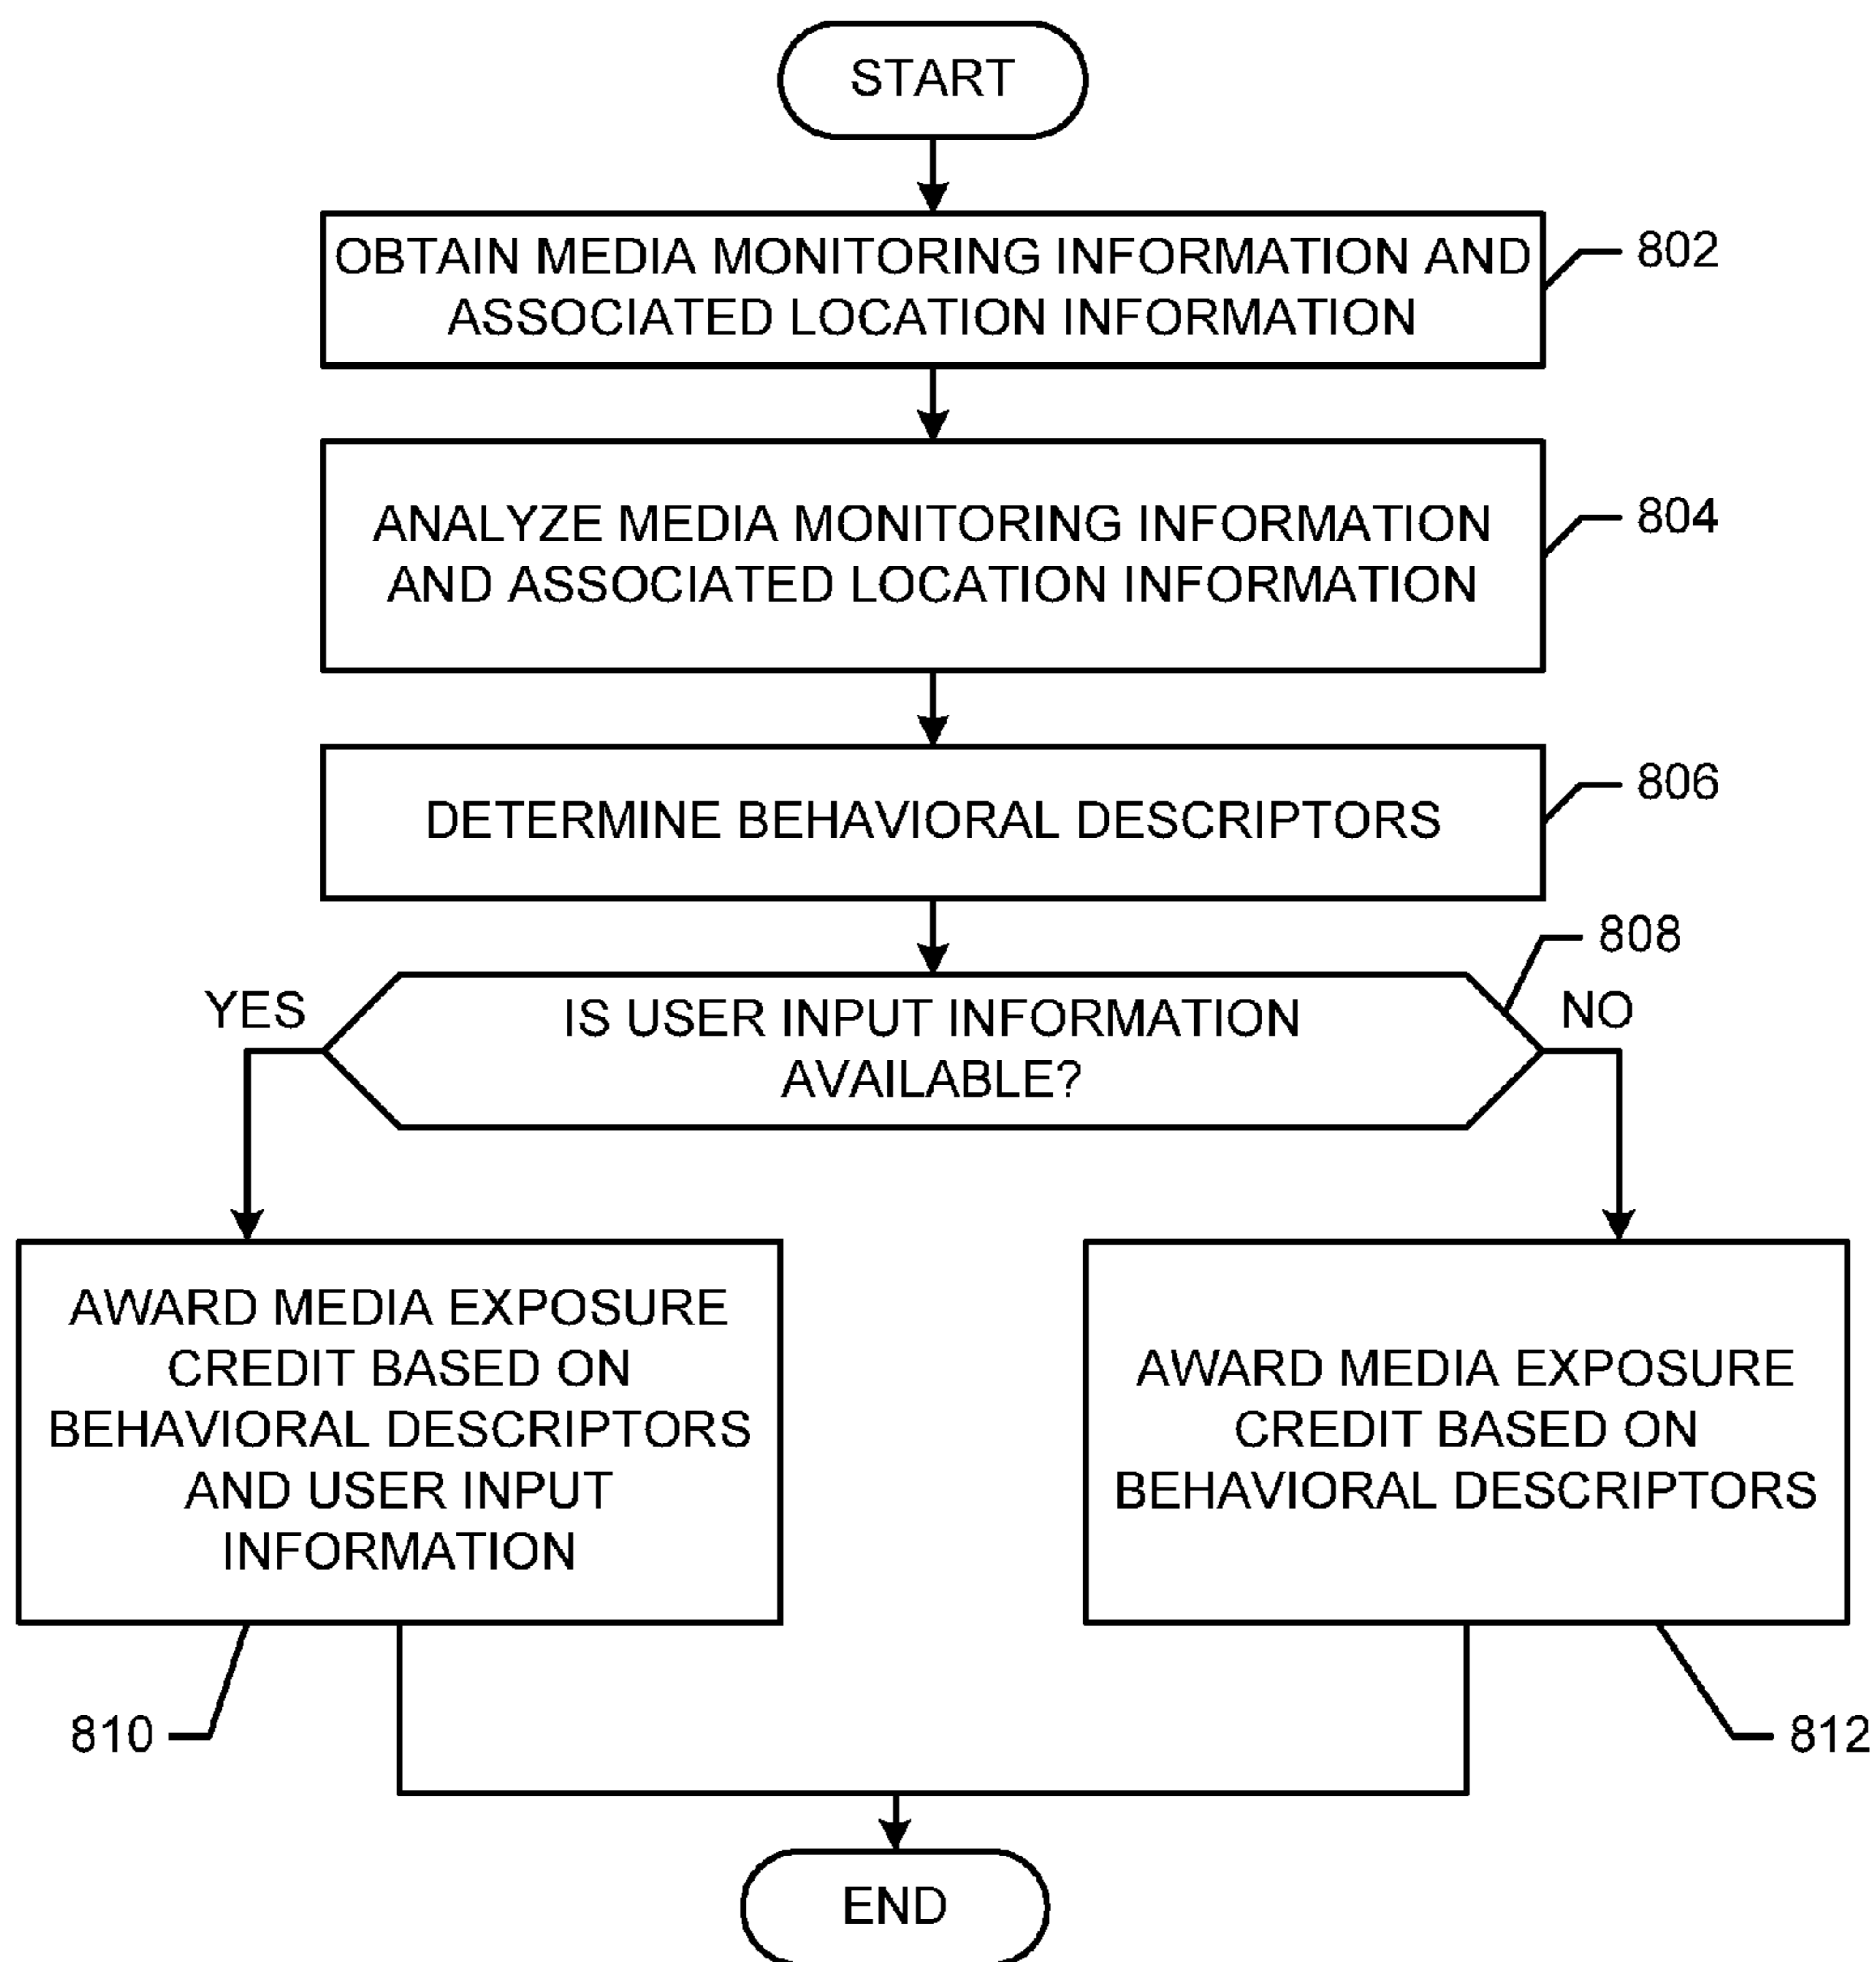 START
OBTAIN MEDIA MONITORING INFORMATION AND
ASSOCIATED LOCATION INFORMATION
802
ANALYZE MEDIA MONITORING INFORMATION
AND ASSOCIATED LOCATION INFORMATION
804
DETERMINE BEHAVIORAL DESCRIPTORS
806
808
YES
IS USER INPUT INFORMATION
AVAILABLE?
NO
AWARD MEDIA EXPOSURE
CREDIT BASED ON
BEHAVIORAL DESCRIPTORS
AND USER INPUT
INFORMATION
810
AWARD MEDIA EXPOSURE
CREDIT BASED ON
BEHAVIORAL DESCRIPTORS
812
END